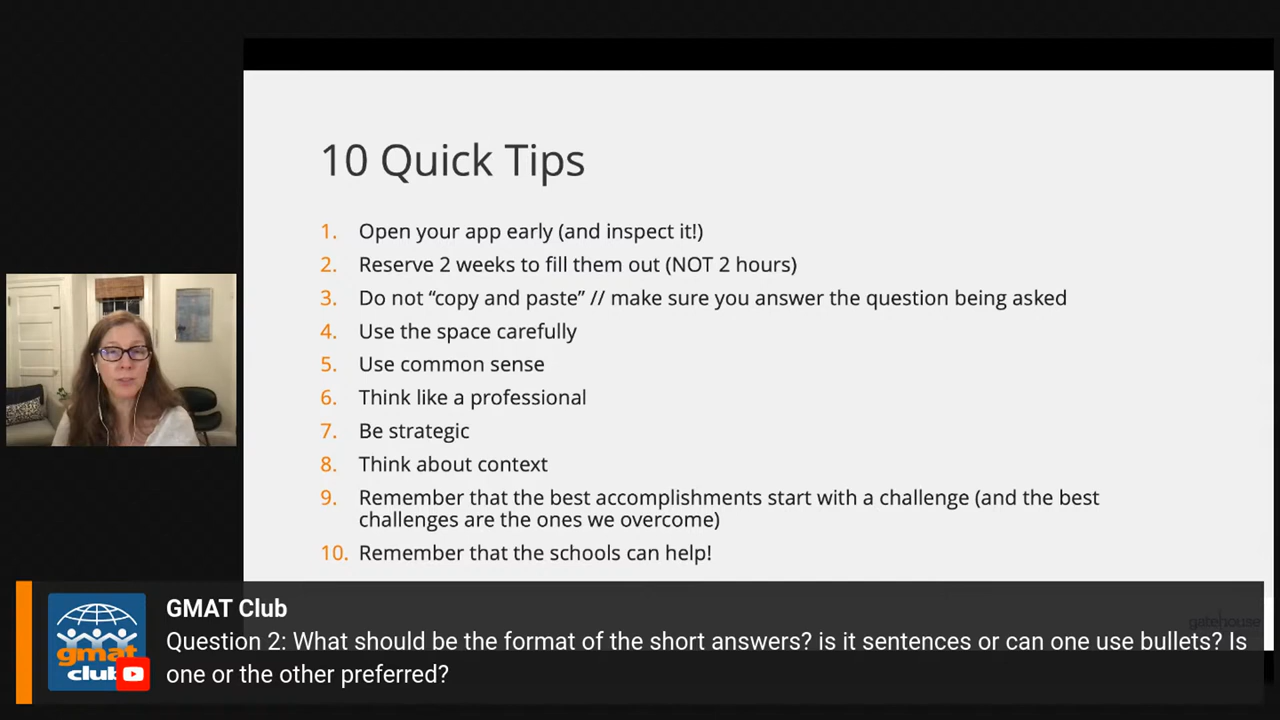 10 Quick Tips
1. Open your app early (and inspect it!)
2. Reserve 2 weeks to fill them out (NOT 2 hours)
3. Do not “copy and paste” // make sure you answer the question being asked
4. Use the space carefully
5. Use common sense
6. Think like a professional
7. Be strategic
8. Think about context
9. Remember that the best accomplishments start with a challenge (and the best
challenges are the ones we overcome)
10. Remember that the schools can help!
gatehouse
gmat
club
GMAT Club
Question 2: What should be the format of the short answers? is it sentences or can one use bullets? Is
one or the other preferred?